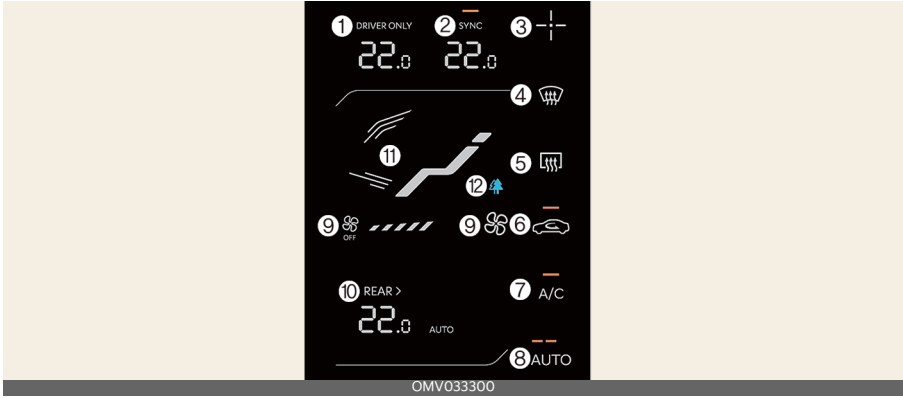 ① DRIVER ONLY ② SYNC ③
22.0 22.0
④
⑪
⑤
⑫
⑨ OFF ⑨ ⑥
⑩ REAR > ⑦ A/C
22.0 AUTO
⑧ AUTO
OMV033300